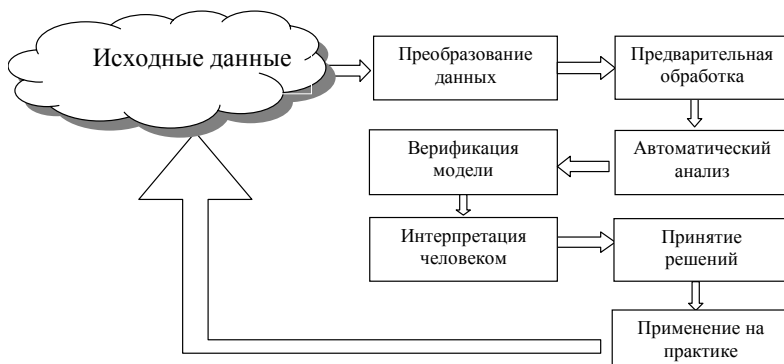 Исходные данные
Преобразование
данных
Предварительная
обработка
Автоматический
анализ
Верификация
модели
Интерпретация
человеком
Принятие
решений
Применение на
практике